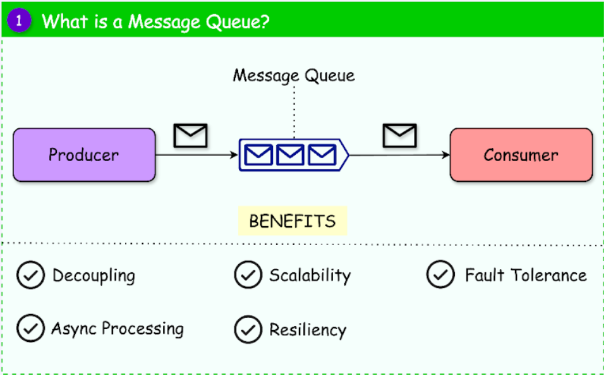 1 What is a Message Queue?
Message Queue
Producer
Consumer
BENEFITS
Decoupling
Scalability
Fault Tolerance
Async Processing
Resiliency